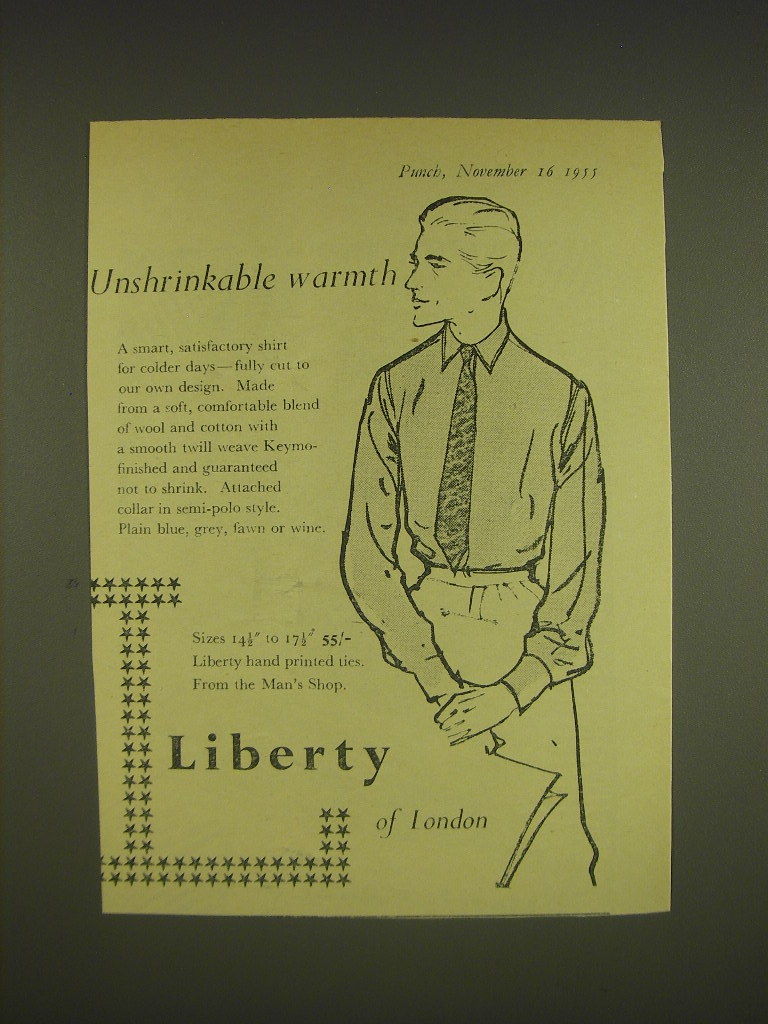 Punch, November 16 1955
Unshrinkable warmth
A smart, satisfactory shirt
for colder days—fully cut to
our own design. Made
from a soft, comfortable blend
of wool and cotton with
a smooth twill weave Keymo-
finished and guaranteed
not to shrink. Attached
collar in semi-polo style.
Plain blue, grey, fawn or wine.
Sizes 14½″ to 17½″ 55/-
Liberty hand printed ties.
From the Man's Shop.
Liberty
of London